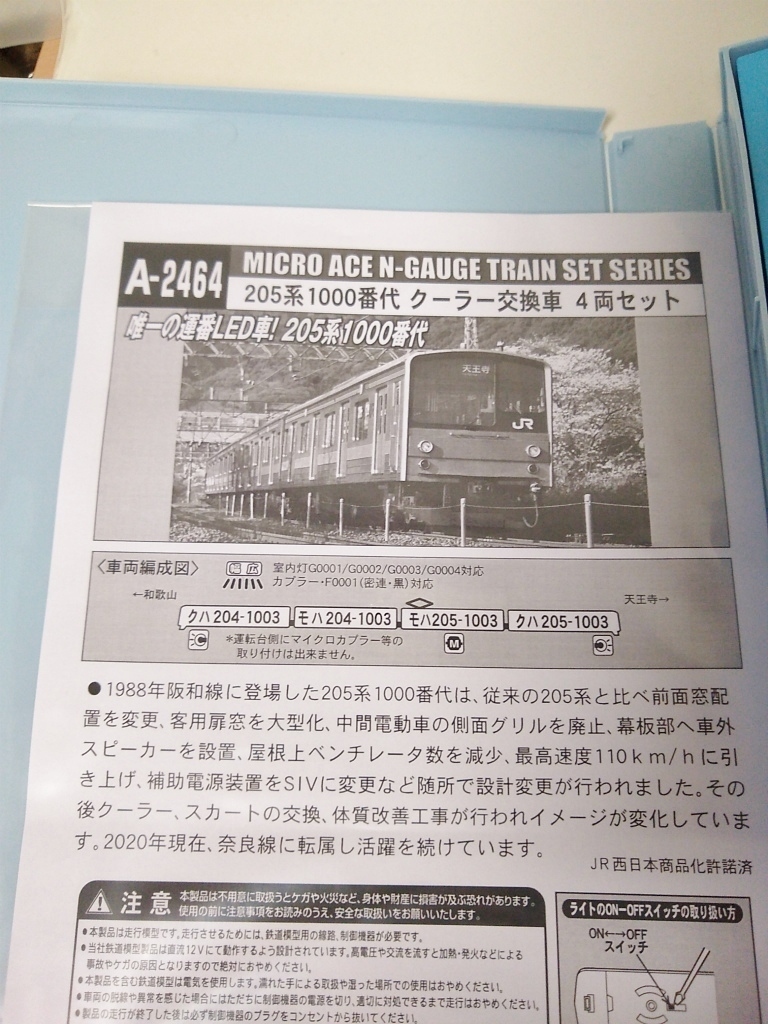 A-2464
MICRO ACE N-GAUGE TRAIN SET SERIES
205系1000番代 クーラー交換車 4両セット
唯一の運番LED車! 205系1000番代
天王寺
JR
〈車両編成図〉
室内灯G0001/G0002/G0003/G0004対応
カプラー・F0001(密連・黒)対応
←和歌山
天王寺→
クハ204-1003 モハ204-1003 モハ205-1003 クハ205-1003
M
*運転台側にマイクロカプラー等の
取り付けは出来ません。
●1988年阪和線に登場した205系1000番代は、従来の205系と比べ前面窓配
置を変更、客用扉窓を大型化、中間電動車の側面グリルを廃止、幕板部へ車外
スピーカーを設置、屋根上ベンチレータ数を減少、最高速度110km/hに引
き上げ、補助電源装置をSIVに変更など随所で設計変更が行われました。その
後クーラー、スカートの交換、体質改善工事が行われイメージが変化していま
す。2020年現在、奈良線に転属し活躍を続けています。
JR西日本商品化許諾済
注意
本製品は不用意に取扱うとケガや火災など、身体や財産に損害が及ぶ恐れがあります。
使用の前に注意事項をお読みのうえ、安全な取扱いをお願いいたします。
●本製品は走行模型です。走行させるためには、鉄道模型用の線路、制御機器が必要です。
●当社鉄道模型製品は直流12Vにて動作するよう設計されています。高電圧や交流を流すと加熱・発火などによる
事故やケガの原因となりますので絶対におやめください。
●本製品を含む鉄道模型は電気を使用します。濡れた手による取扱や湿った場所での使用はおやめください。
●車両の脱線や異常を感じた場合にはただちに制御機器の電源を切り、適切に対処できるまで走行はおやめください。
●製品の走行が終了した後は必ず制御機器のプラグをコンセントから抜いてください。
ライトのON-OFFスイッチの取り扱い方
ON←→OFF
スイッチ